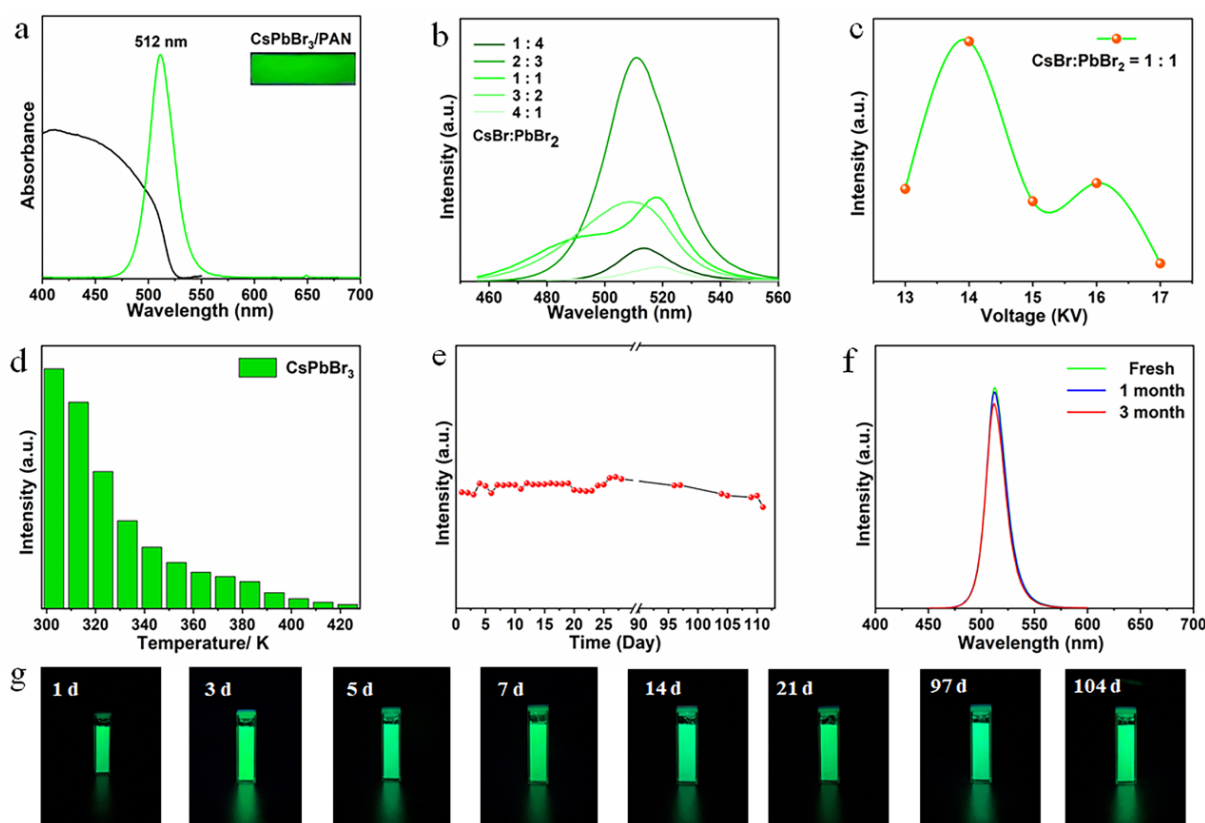 a
512 nm
CsPbBr3/PAN
Absorbance
400 450 500 550 600 650 700
Wavelength (nm)
b
1 : 4
2 : 3
1 : 1
3 : 2
4 : 1
CsBr:PbBr2
Intensity (a.u.)
460 480 500 520 540 560
Wavelength (nm)
c
CsBr:PbBr2 = 1 : 1
Intensity (a.u.)
13 14 15 16 17
Voltage (KV)
d
CsPbBr3
Intensity (a.u.)
300 320 340 360 380 400 420
Temperature/ K
e
Intensity (a.u.)
0 5 10 15 20 25 90 95 100 105 110
Time (Day)
f
Fresh
1 month
3 month
Intensity (a.u.)
400 450 500 550 600 650 700
Wavelength (nm)
g
1 d
3 d
5 d
7 d
14 d
21 d
97 d
104 d